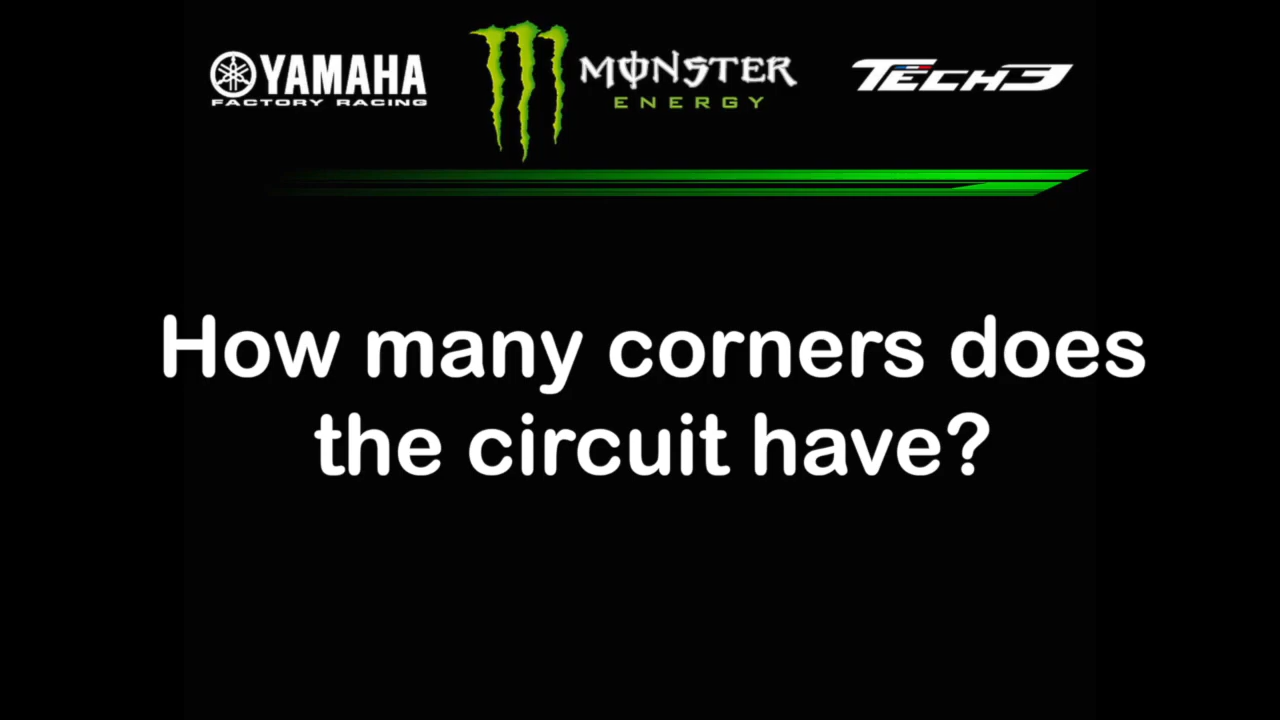 YAMAHA
FACTORY RACING
MONSTER
ENERGY
TECH3
How many corners does
the circuit have?